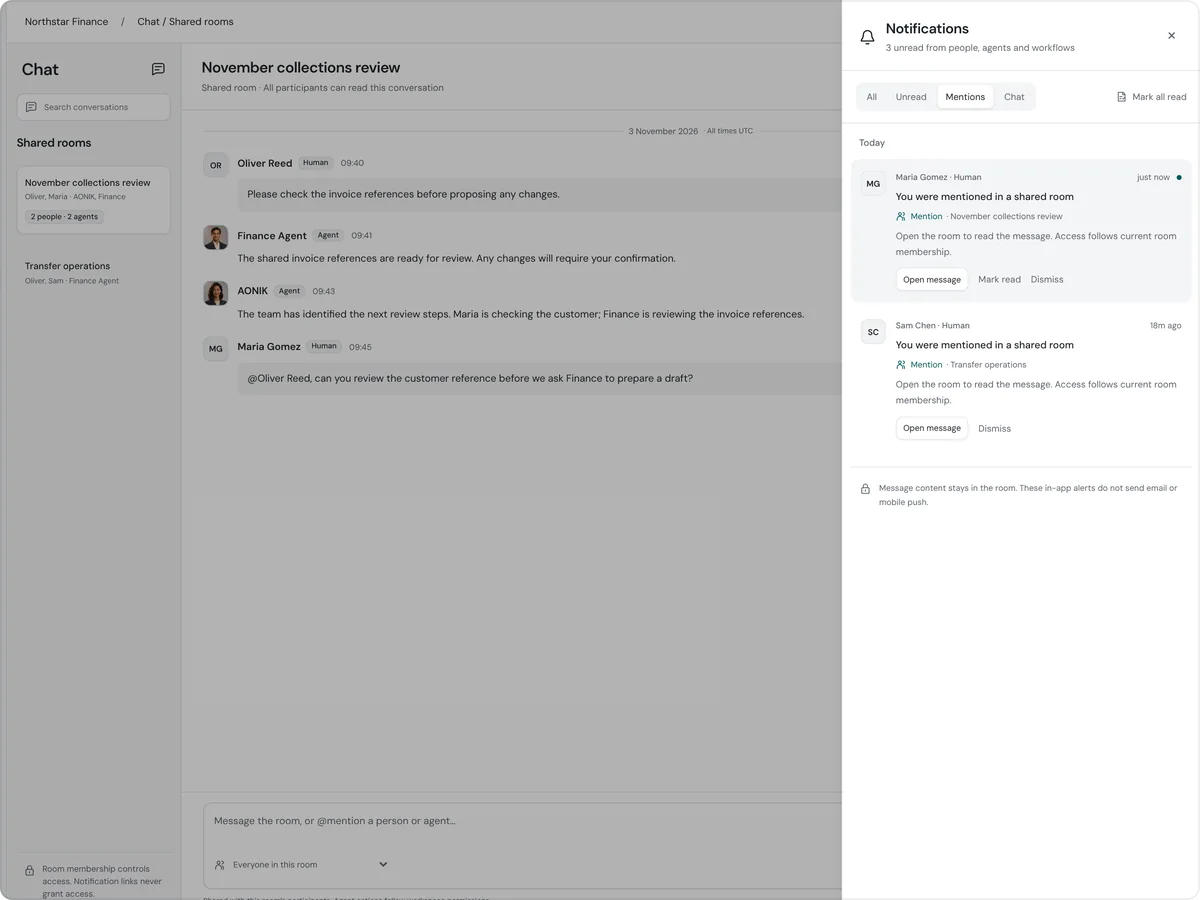 Northstar Finance / Chat / Shared rooms
Chat
Search conversations
Shared rooms
November collections review
Oliver, Maria · AONIK, Finance
2 people · 2 agents
Transfer operations
Oliver, Sam · Finance Agent
Room membership controls
access. Notification links never
grant access.
November collections review
Shared room · All participants can read this conversation
3 November 2026 · All times UTC
OR
Oliver Reed Human 09:40
Please check the invoice references before proposing any changes.
Finance Agent Agent 09:41
The shared invoice references are ready for review. Any changes will require your confirmation.
AONIK Agent 09:43
The team has identified the next review steps. Maria is checking the customer; Finance is reviewing the invoice references.
MG
Maria Gomez Human 09:45
@Oliver Reed, can you review the customer reference before we ask Finance to prepare a draft?
Message the room, or @mention a person or agent…
Everyone in this room
Notifications
3 unread from people, agents and workflows
All Unread Mentions Chat Mark all read
Today
MG
Maria Gomez · Human just now
You were mentioned in a shared room
Mention · November collections review
Open the room to read the message. Access follows current room
membership.
Open message Mark read Dismiss
SC
Sam Chen · Human 18m ago
You were mentioned in a shared room
Mention · Transfer operations
Open the room to read the message. Access follows current room
membership.
Open message Dismiss
Message content stays in the room. These in-app alerts do not send email or
mobile push.